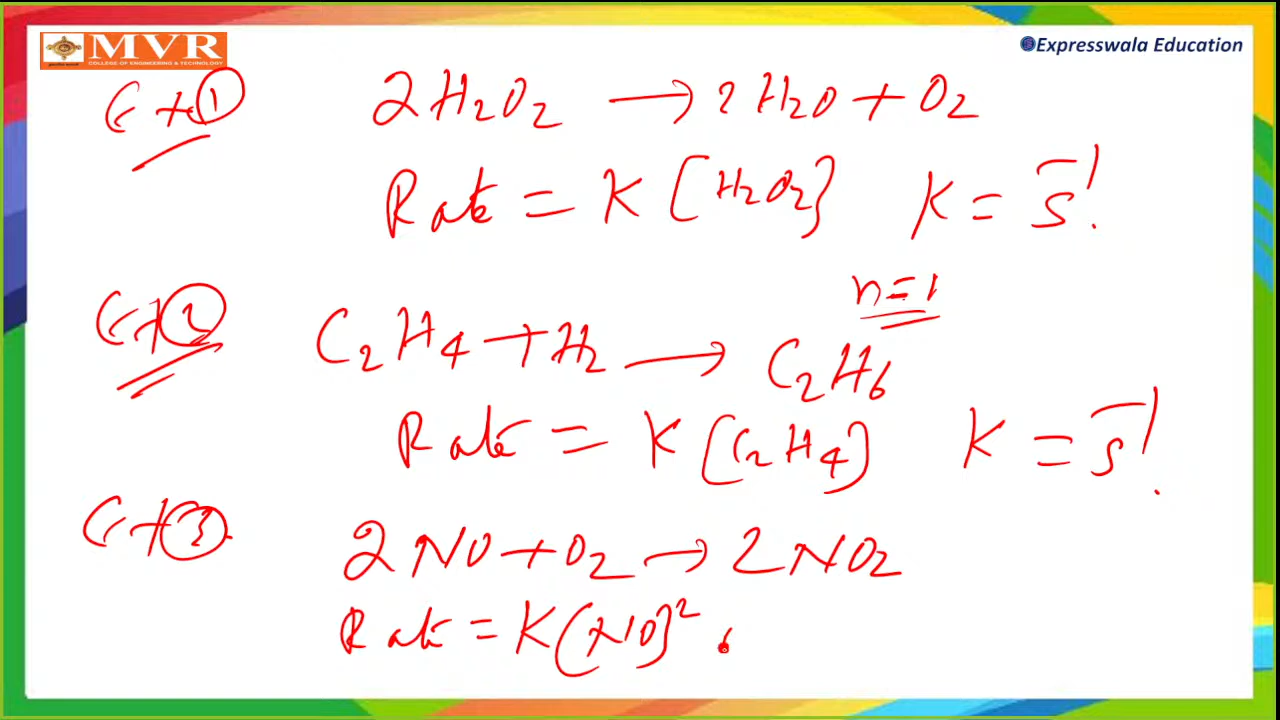 MVR
COLLEGE OF ENGINEERING & TECHNOLOGY
Expresswala Education
Ex ① 2H₂O₂ → 2H₂O + O₂
Rate = K [H₂O₂] K = s⁻¹.
n=1
Ex ② C₂H₄ + H₂ → C₂H₆
Rate = K [C₂H₄] K = s⁻¹.
Ex ③ 2NO + O₂ → 2NO₂
Rate = K [NO]²